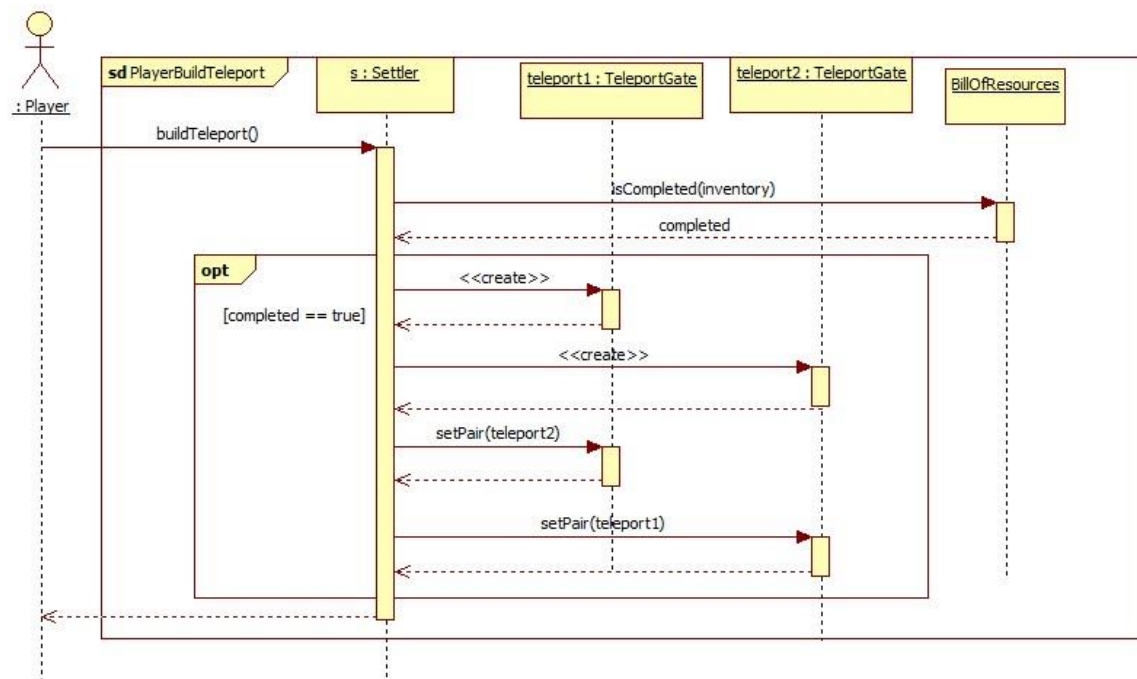 sd PlayerBuildTeleport
s : Settler
teleport1 : TeleportGate
teleport2 : TeleportGate
BillOfResources
: Player
buildTeleport()
isCompleted(inventory)
completed
opt
<<create>>
[completed == true]
<<create>>
setPair(teleport2)
setPair(teleport1)